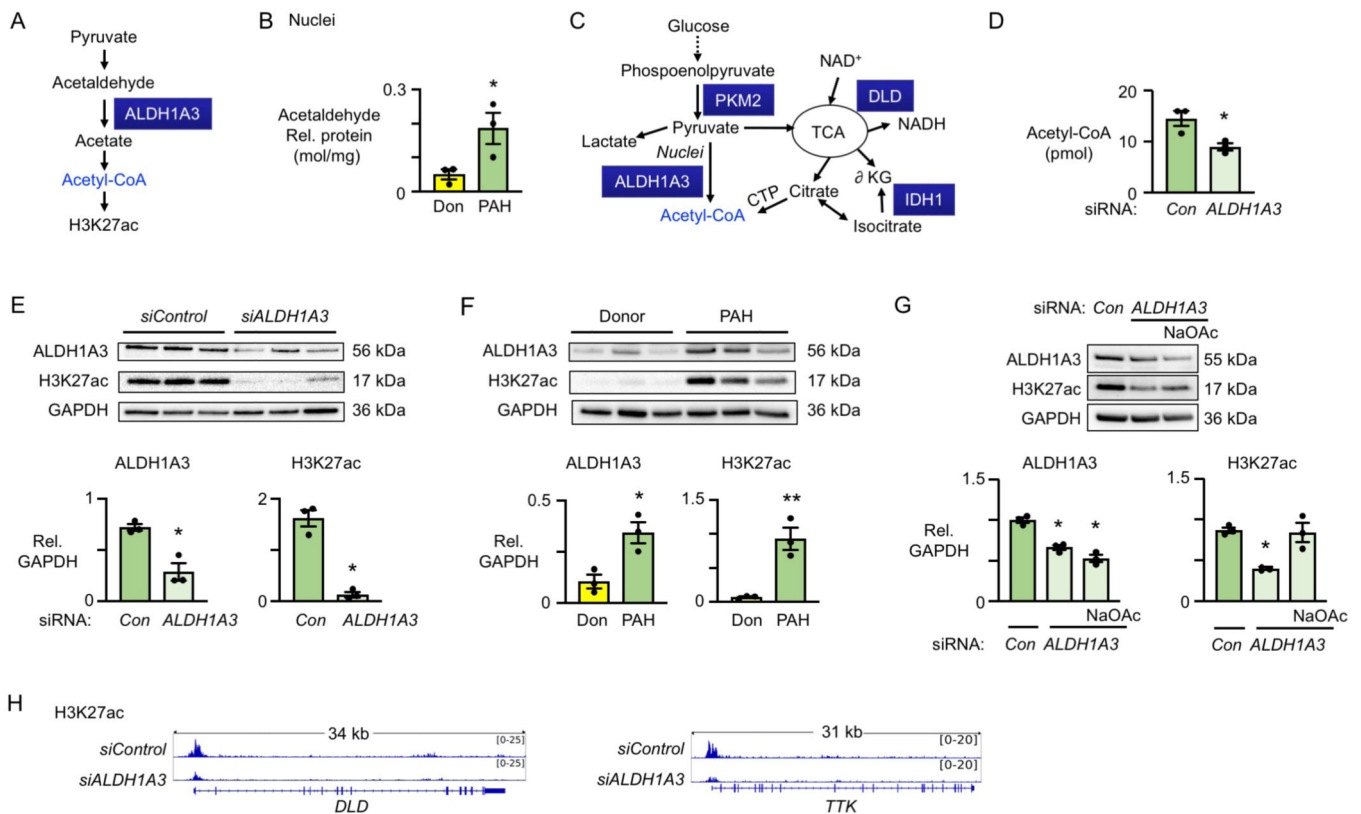 A
Pyruvate
Acetaldehyde
ALDH1A3
Acetate
Acetyl-CoA
H3K27ac
B Nuclei
0.3
Acetaldehyde
Rel. protein
(mol/mg)
*
0
Don PAH
C
Glucose
Phospoenolpyruvate
PKM2
Pyruvate
Lactate
Nuclei
ALDH1A3
Acetyl-CoA
NAD+
DLD
TCA
NADH
∂ KG
CTP
Citrate
IDH1
Isocitrate
D
20
Acetyl-CoA
(pmol)
10
*
0
siRNA: Con ALDH1A3
E
siControl siALDH1A3
ALDH1A3 56 kDa
H3K27ac 17 kDa
GAPDH 36 kDa
ALDH1A3 H3K27ac
1 2
* *
Rel.
GAPDH
0 0
siRNA: Con ALDH1A3 Con ALDH1A3
F
Donor PAH
ALDH1A3 56 kDa
H3K27ac 17 kDa
GAPDH 36 kDa
ALDH1A3 H3K27ac
0.5 1.5
* **
0 0
Don PAH Don PAH
G
siRNA: Con ALDH1A3
NaOAc
ALDH1A3 55 kDa
H3K27ac 17 kDa
GAPDH 36 kDa
ALDH1A3 H3K27ac
1.5 1.5
* * *
Rel.
GAPDH
0 0
NaOAc NaOAc
siRNA: Con ALDH1A3 Con ALDH1A3
H
H3K27ac
34 kb
siControl [0-25]
siALDH1A3 [0-25]
DLD
31 kb
siControl [0-20]
siALDH1A3 [0-20]
TTK